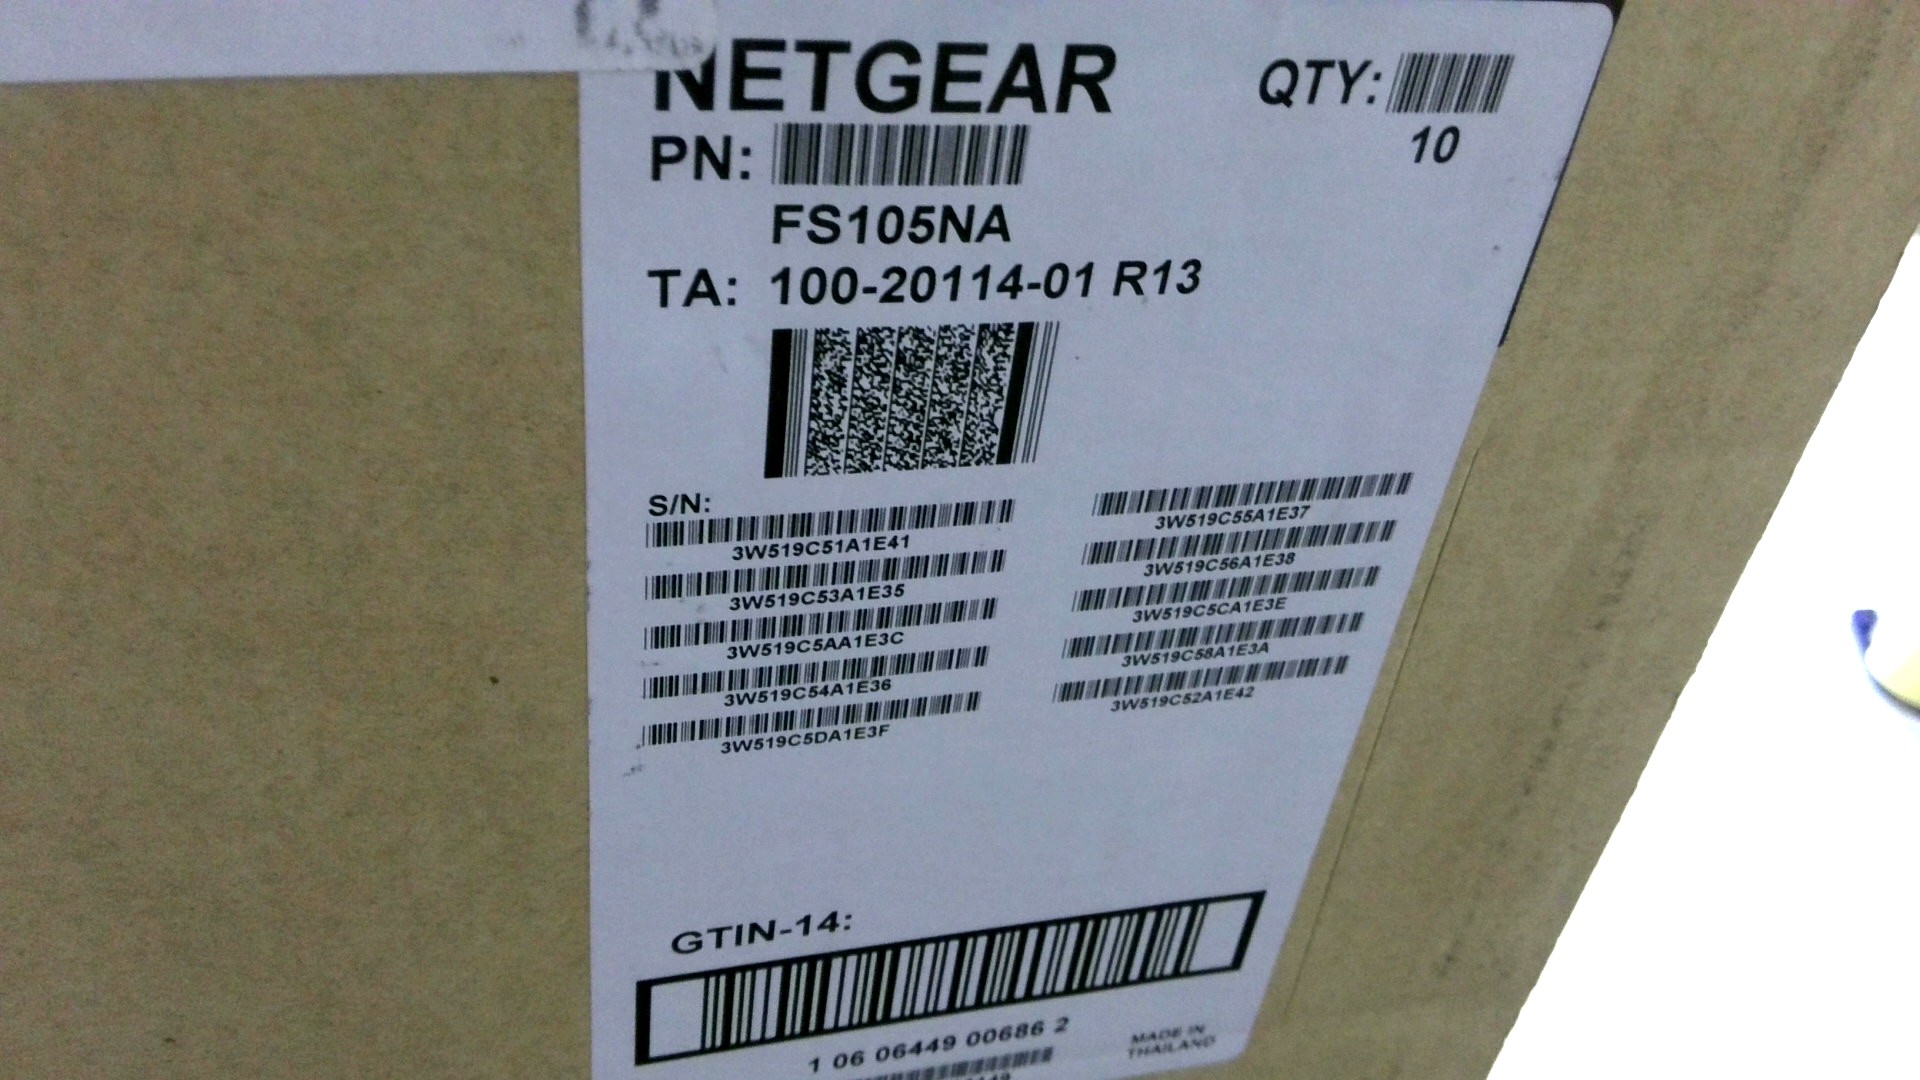 NETGEAR
QTY:
10
PN:
FS105NA
TA: 100-20114-01 R13
S/N:
3W519C51A1E41
3W519C53A1E35
3W519C5AA1E3C
3W519C54A1E36
3W519C5DA1E3F
3W519C55A1E37
3W519C56A1E38
3W519C5CA1E3E
3W519C58A1E3A
3W519C52A1E42
GTIN-14:
1 06 06449 00686 2
MADE IN
THAILAND